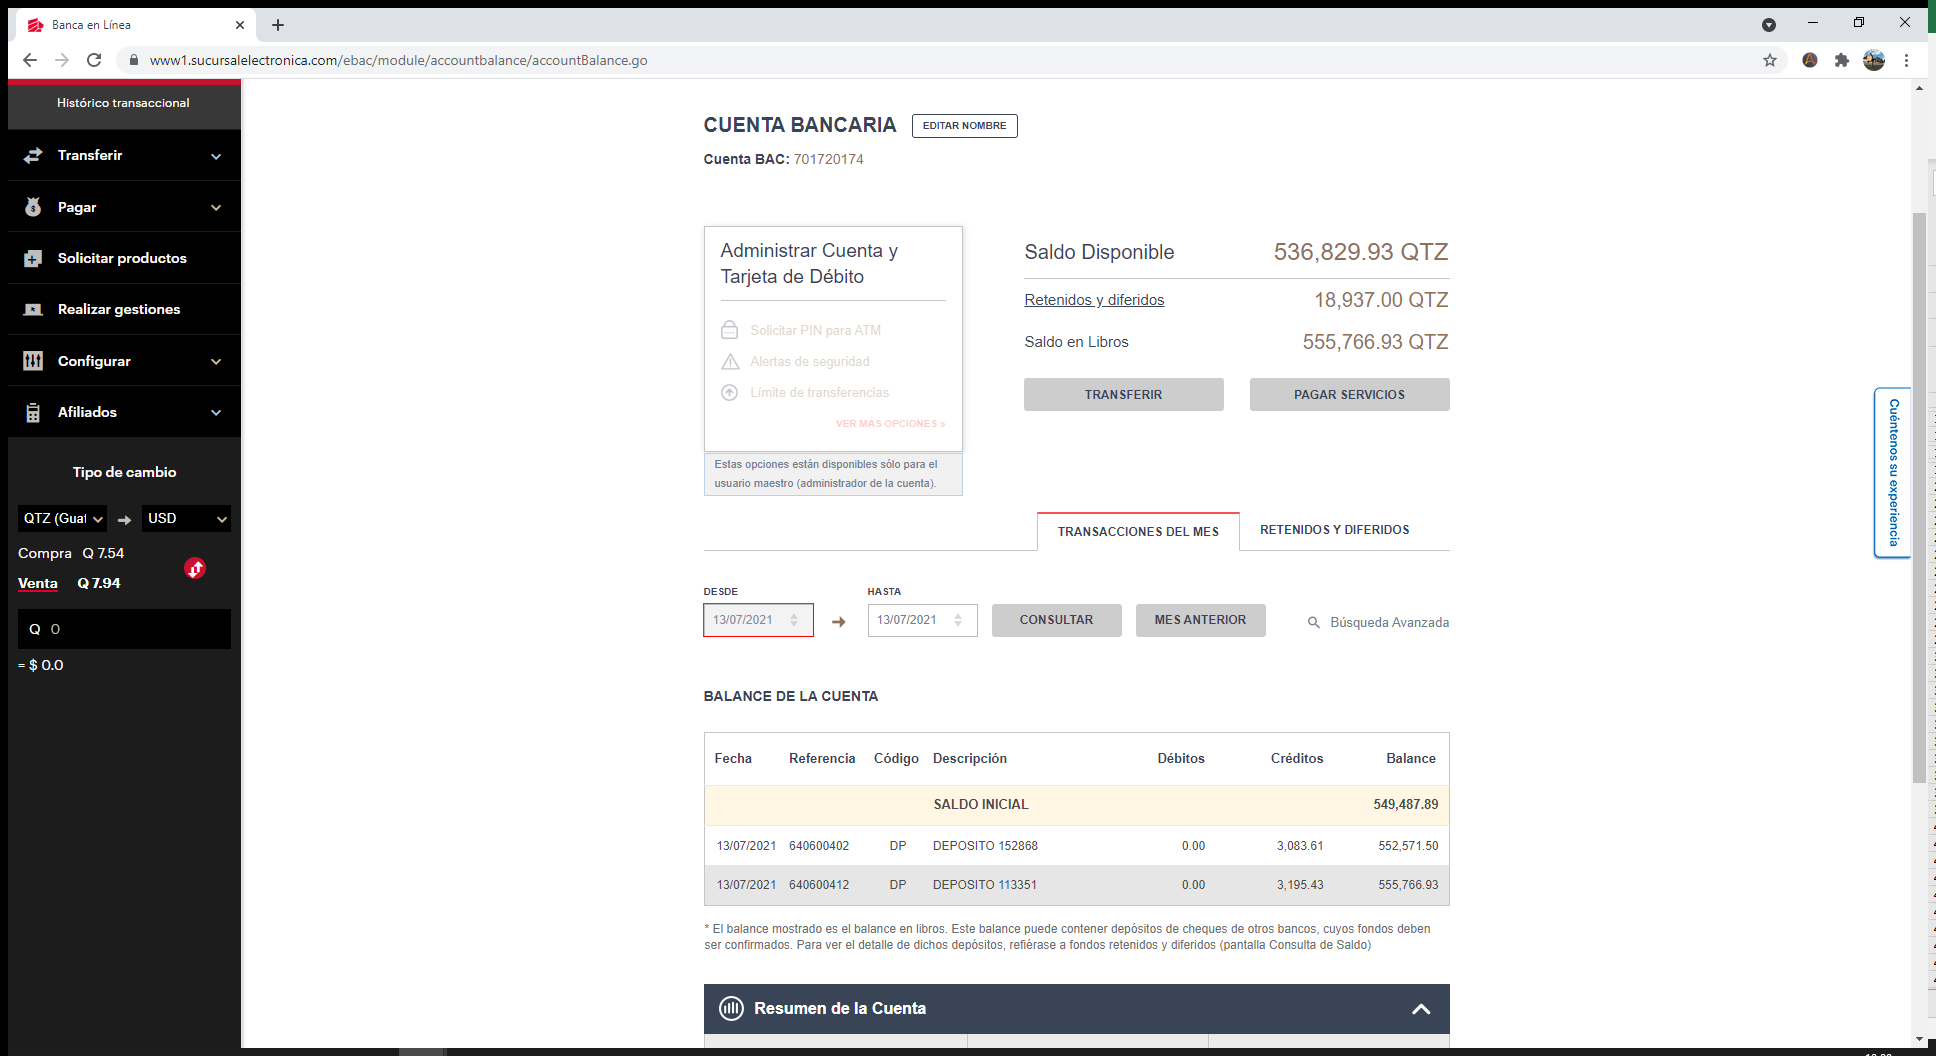 Banca en Línea
www1.sucursalelectronica.com/ebac/module/accountbalance/accountBalance.go
Histórico transaccional
Transferir
Pagar
Solicitar productos
Realizar gestiones
Configurar
Afiliados
Tipo de cambio
QTZ (Guat
USD
Compra Q 7.54
Venta Q 7.94
Q 0
= $ 0.0
CUENTA BANCARIA
EDITAR NOMBRE
Cuenta BAC: 701720174
Administrar Cuenta y
Tarjeta de Débito
Solicitar PIN para ATM
Alertas de seguridad
Límite de transferencias
VER MÁS OPCIONES »
Estas opciones están disponibles sólo para el
usuario maestro (administrador de la cuenta).
Saldo Disponible 536,829.93 QTZ
Retenidos y diferidos 18,937.00 QTZ
Saldo en Libros 555,766.93 QTZ
TRANSFERIR
PAGAR SERVICIOS
Cuéntenos su experiencia
TRANSACCIONES DEL MES
RETENIDOS Y DIFERIDOS
DESDE
HASTA
13/07/2021
13/07/2021
CONSULTAR
MES ANTERIOR
Búsqueda Avanzada
BALANCE DE LA CUENTA
Fecha Referencia Código Descripción Débitos Créditos Balance
SALDO INICIAL 549,487.89
13/07/2021 640600402 DP DEPOSITO 152868 0.00 3,083.61 552,571.50
13/07/2021 640600412 DP DEPOSITO 113351 0.00 3,195.43 555,766.93
* El balance mostrado es el balance en libros. Este balance puede contener depósitos de cheques de otros bancos, cuyos fondos deben
ser confirmados. Para ver el detalle de dichos depósitos, refiérase a fondos retenidos y diferidos (pantalla Consulta de Saldo)
Resumen de la Cuenta